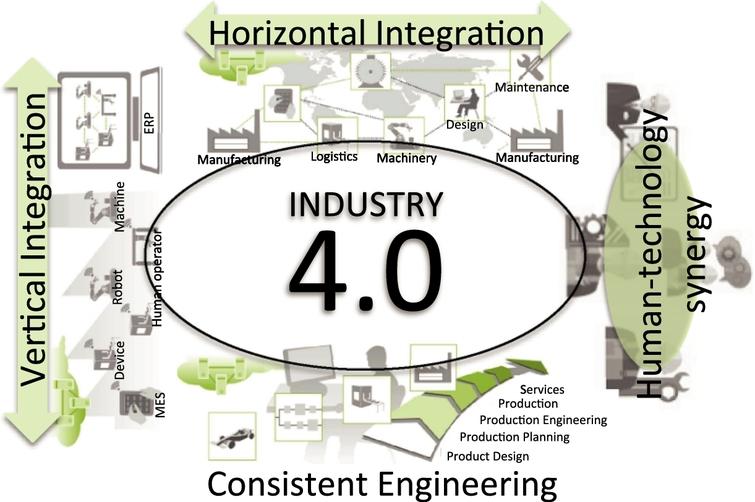 Horizontal Integration
Maintenance
Design
Manufacturing
Logistics
Machinery
Manufacturing
Vertical Integration
ERP
Machine
Human operator
Robot
Device
MES
INDUSTRY
4.0
Human-technology
synergy
Services
Production
Production Engineering
Production Planning
Product Design
Consistent Engineering